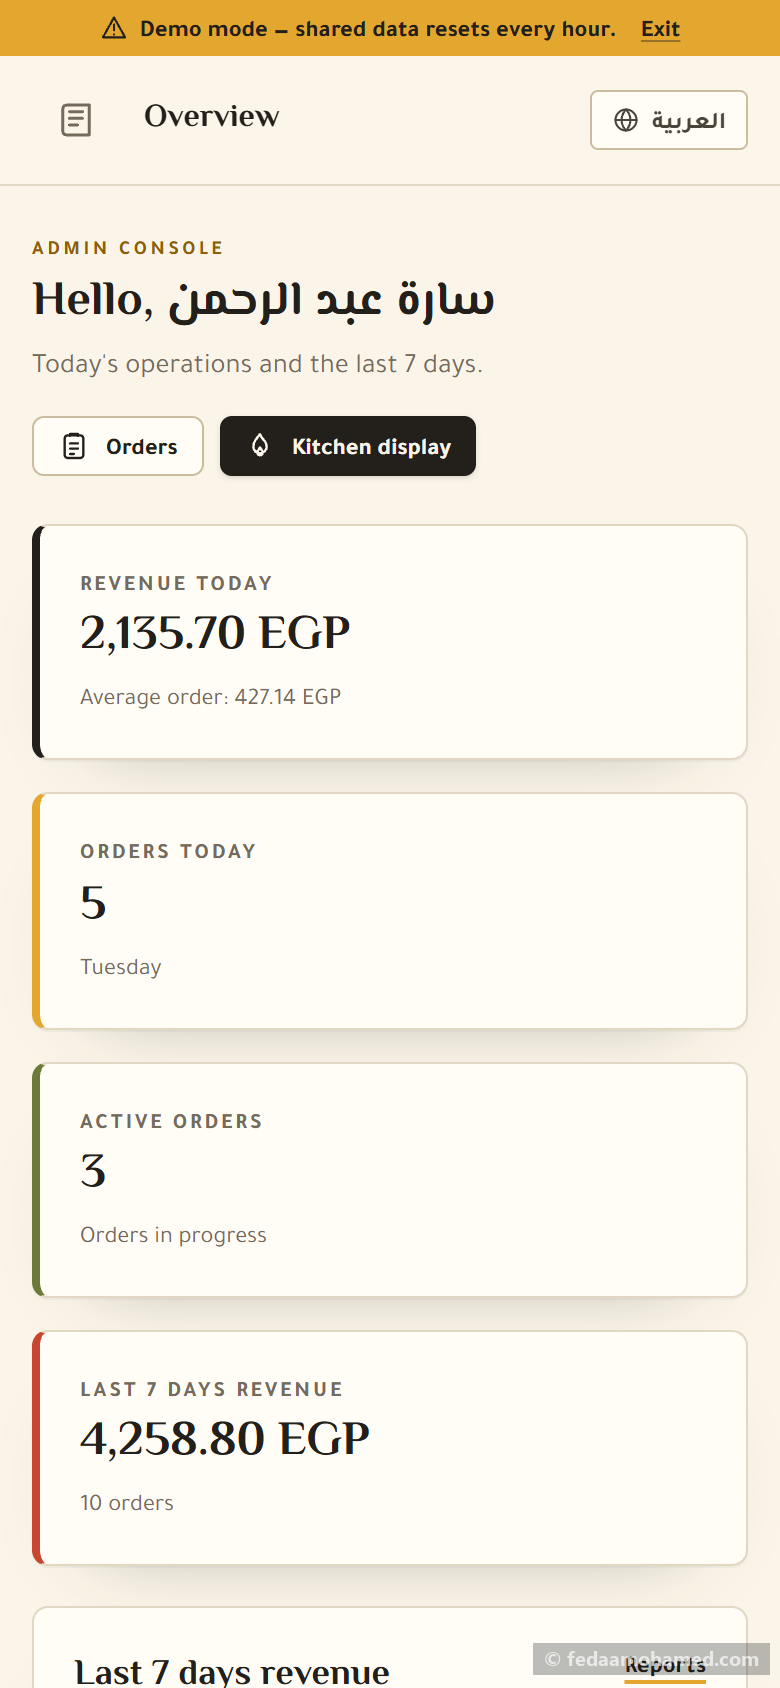 Demo mode – shared data resets every hour. Exit
Overview
العربية
ADMIN CONSOLE
Hello, سارة عبد الرحمن
Today's operations and the last 7 days.
Orders
Kitchen display
REVENUE TODAY
2,135.70 EGP
Average order: 427.14 EGP
ORDERS TODAY
5
Tuesday
ACTIVE ORDERS
3
Orders in progress
LAST 7 DAYS REVENUE
4,258.80 EGP
10 orders
Last 7 days revenue
Reports
© fedaamohamed.com